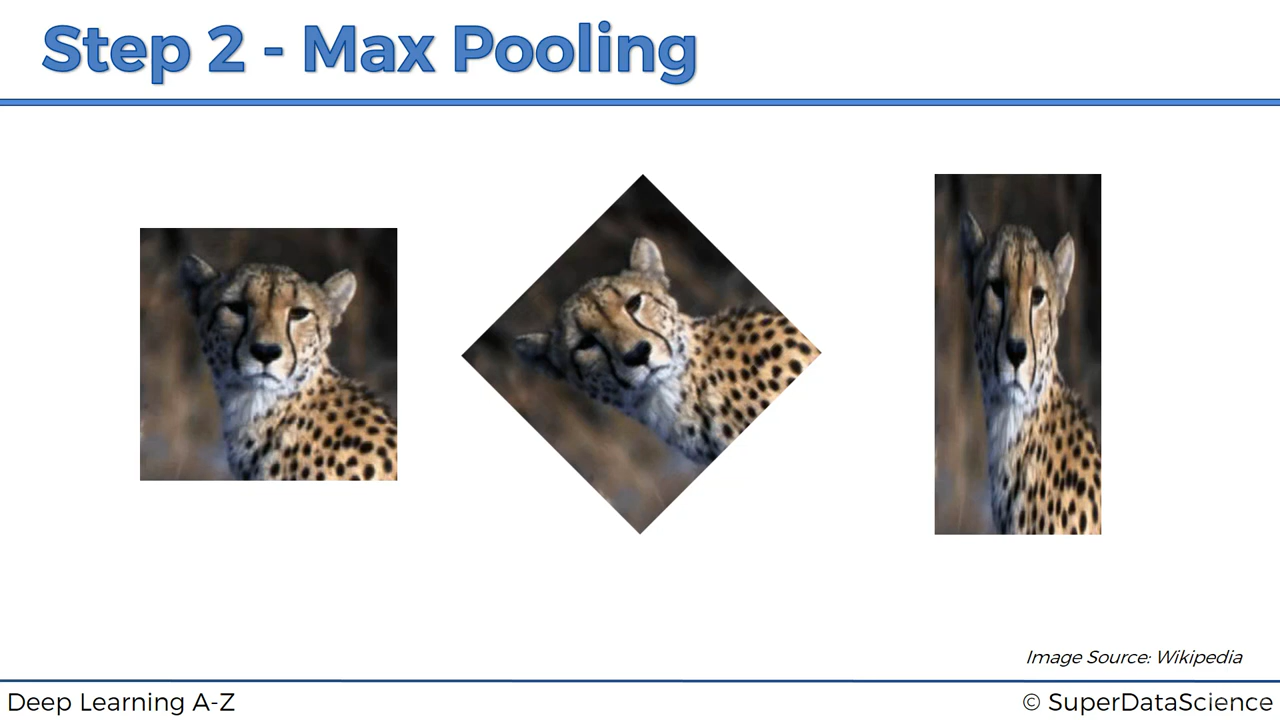 Step 2 - Max Pooling
Image Source: Wikipedia
Deep Learning A-Z
© SuperDataScience